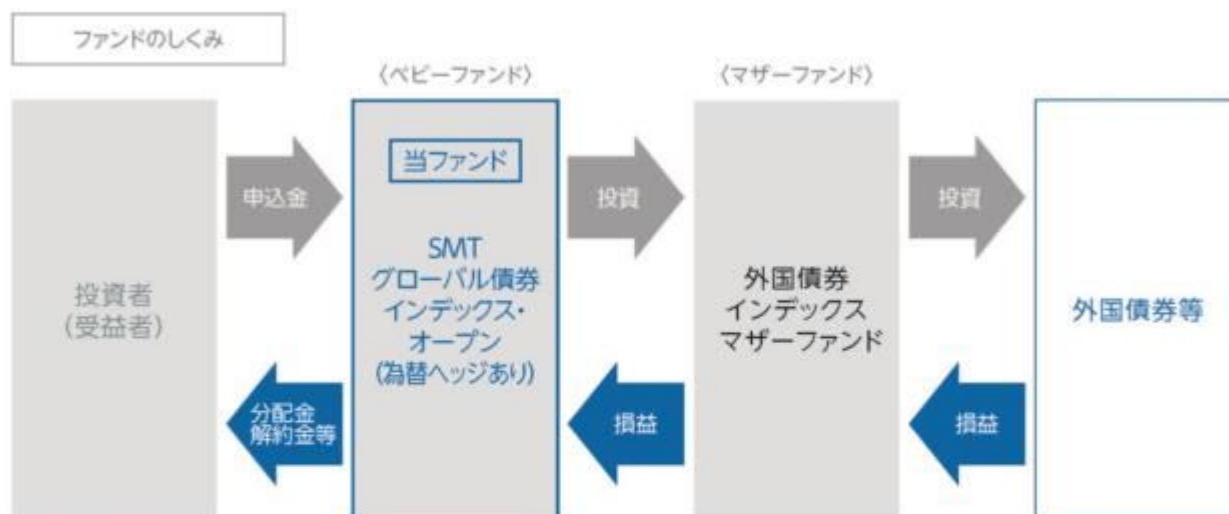 ファンドのしくみ
〈ベビーファンド〉
〈マザーファンド〉
投資者
(受益者)
申込金
分配金
解約金等
当ファンド
SMT
グローバル債券
インデックス・
オープン
(為替ヘッジあり)
投資
損益
外国債券
インデックス
マザーファンド
投資
損益
外国債券等